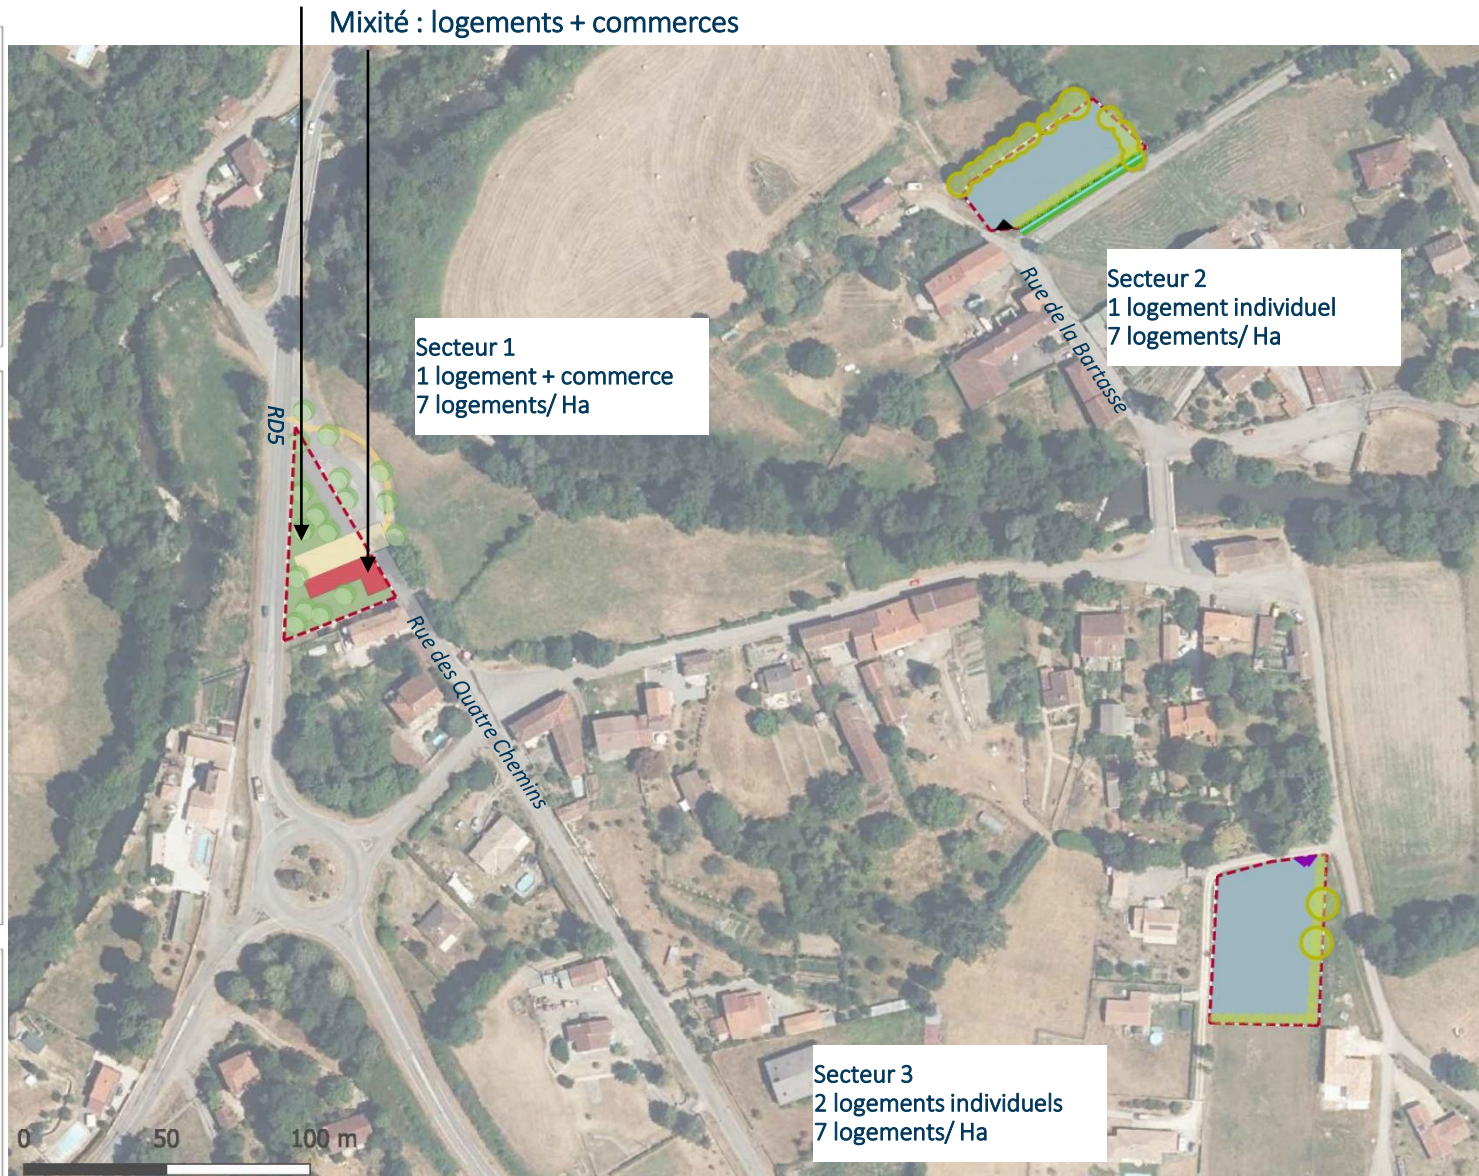 Mixité : logements + commerces
Secteur 2
1 logement individuel
7 logements/ Ha
Rue de la Bartasse
Secteur 1
1 logement + commerce
7 logements/ Ha
RD5
Rue des Quatre Chemins
Secteur 3
2 logements individuels
7 logements/ Ha
0 50 100 m